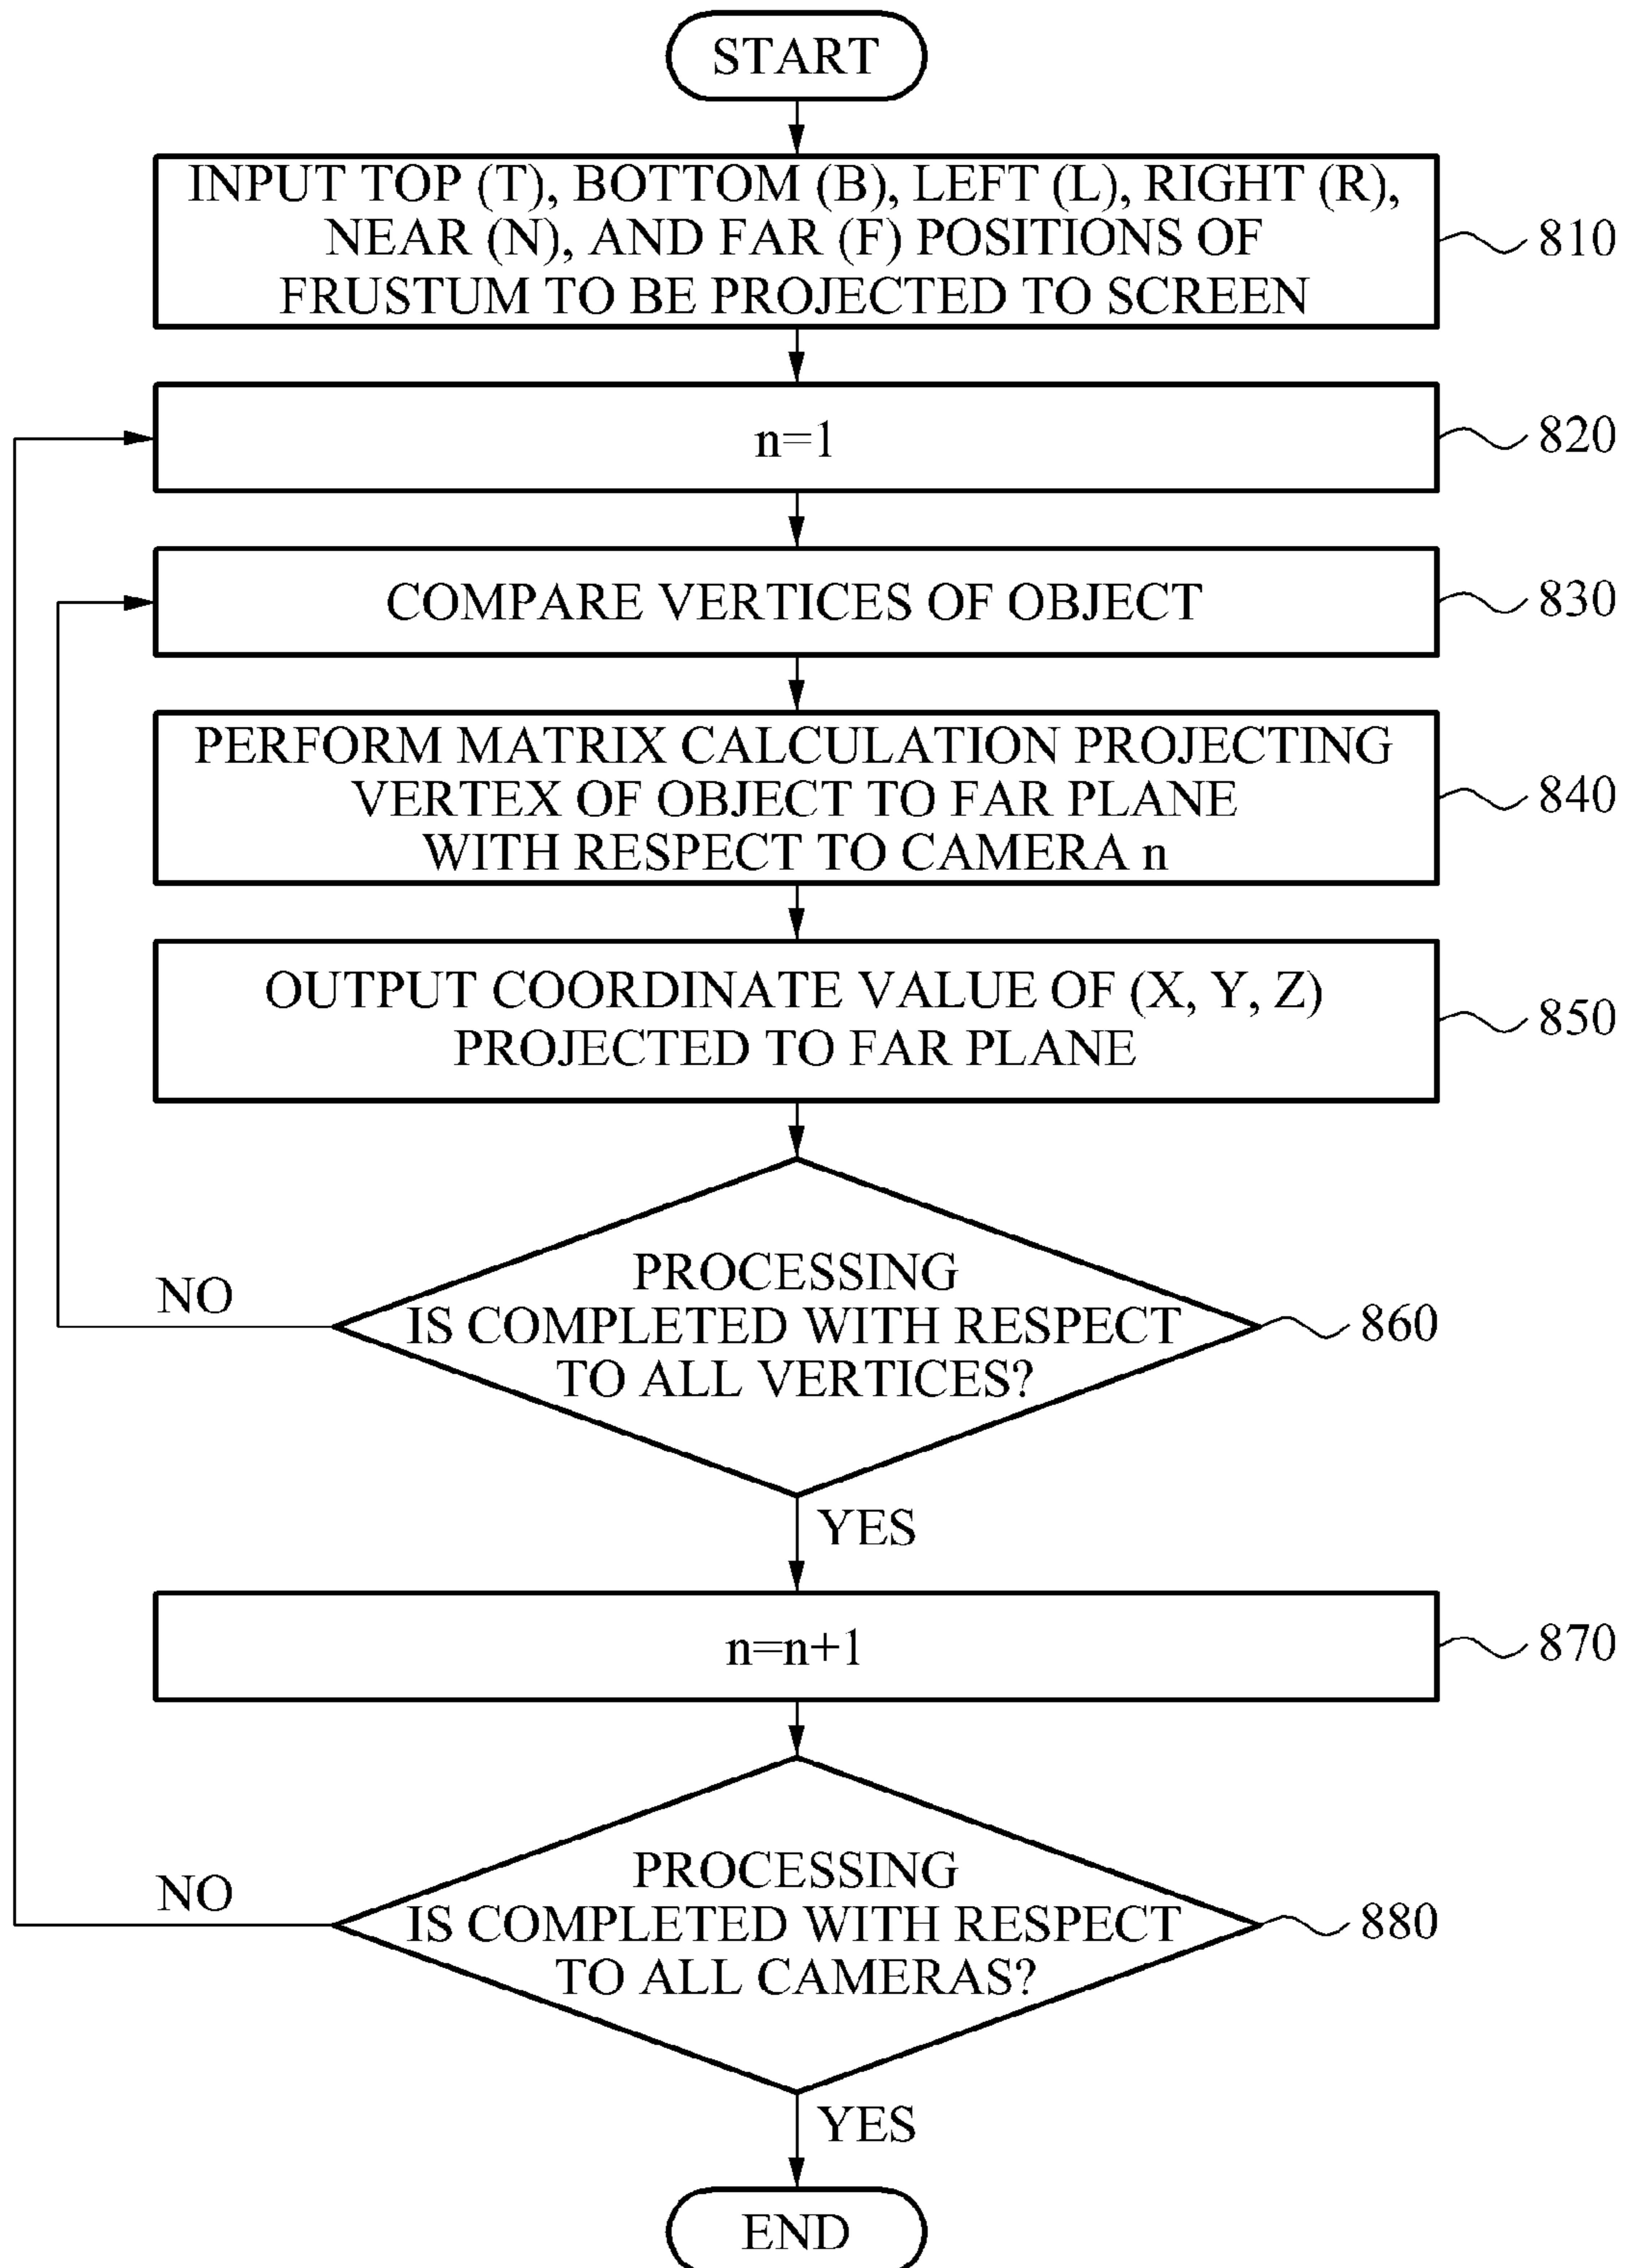 START
INPUT TOP (T), BOTTOM (B), LEFT (L), RIGHT (R),
NEAR (N), AND FAR (F) POSITIONS OF
FRUSTUM TO BE PROJECTED TO SCREEN
810
n=1
820
COMPARE VERTICES OF OBJECT
830
PERFORM MATRIX CALCULATION PROJECTING
VERTEX OF OBJECT TO FAR PLANE
WITH RESPECT TO CAMERA n
840
OUTPUT COORDINATE VALUE OF (X, Y, Z)
PROJECTED TO FAR PLANE
850
PROCESSING
IS COMPLETED WITH RESPECT
TO ALL VERTICES?
860
NO
YES
n=n+1
870
PROCESSING
IS COMPLETED WITH RESPECT
TO ALL CAMERAS?
880
NO
YES
END